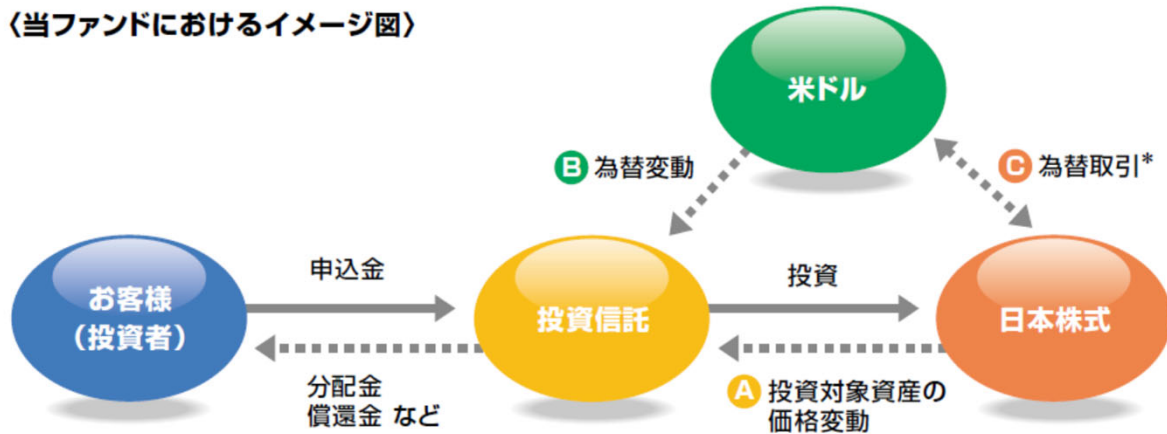 〈当ファンドにおけるイメージ図〉
米ドル
B 為替変動
C 為替取引*
お客様
（投資者）
申込金
投資信託
投資
日本株式
分配金
償還金 など
A 投資対象資産の
価格変動